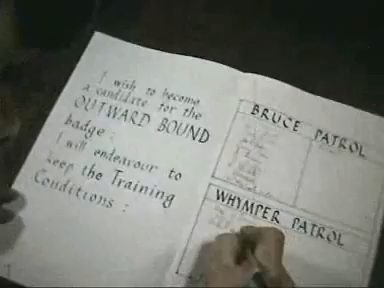 I wish to become
a candidate for the
OUTWARD BOUND
badge:
I will endeavour to
keep the Training
Conditions:
BRUCE PATROL
WHYMPER PATROL